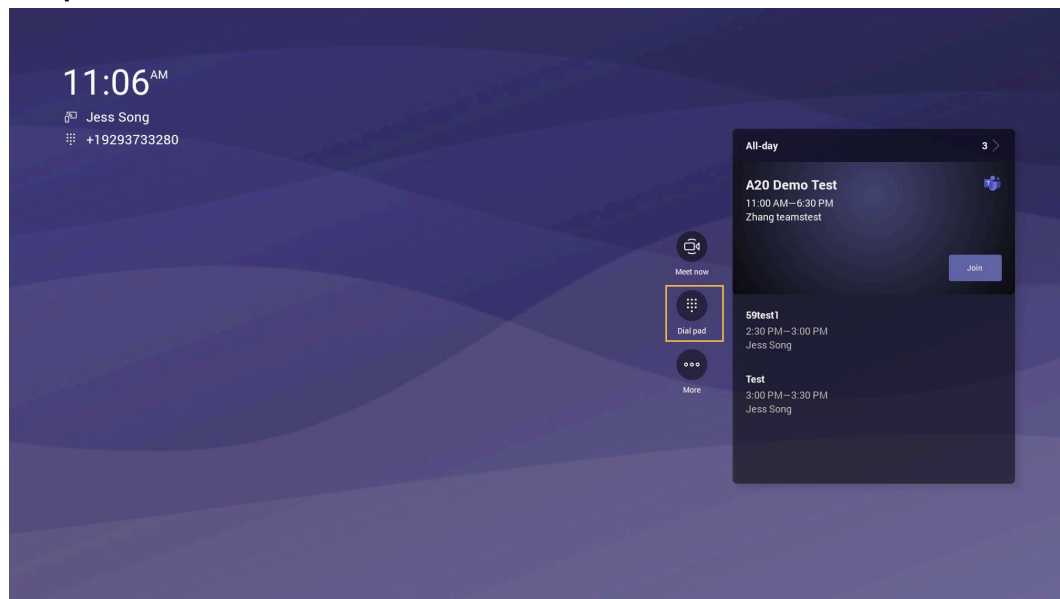 11:06 AM
Jess Song
+19293733280
All-day 3
A20 Demo Test
11:00 AM—6:30 PM
Zhang teamstest
Join
Meet now
Dial pad
More
59test1
2:30 PM—3:00 PM
Jess Song
Test
3:00 PM—3:30 PM
Jess Song